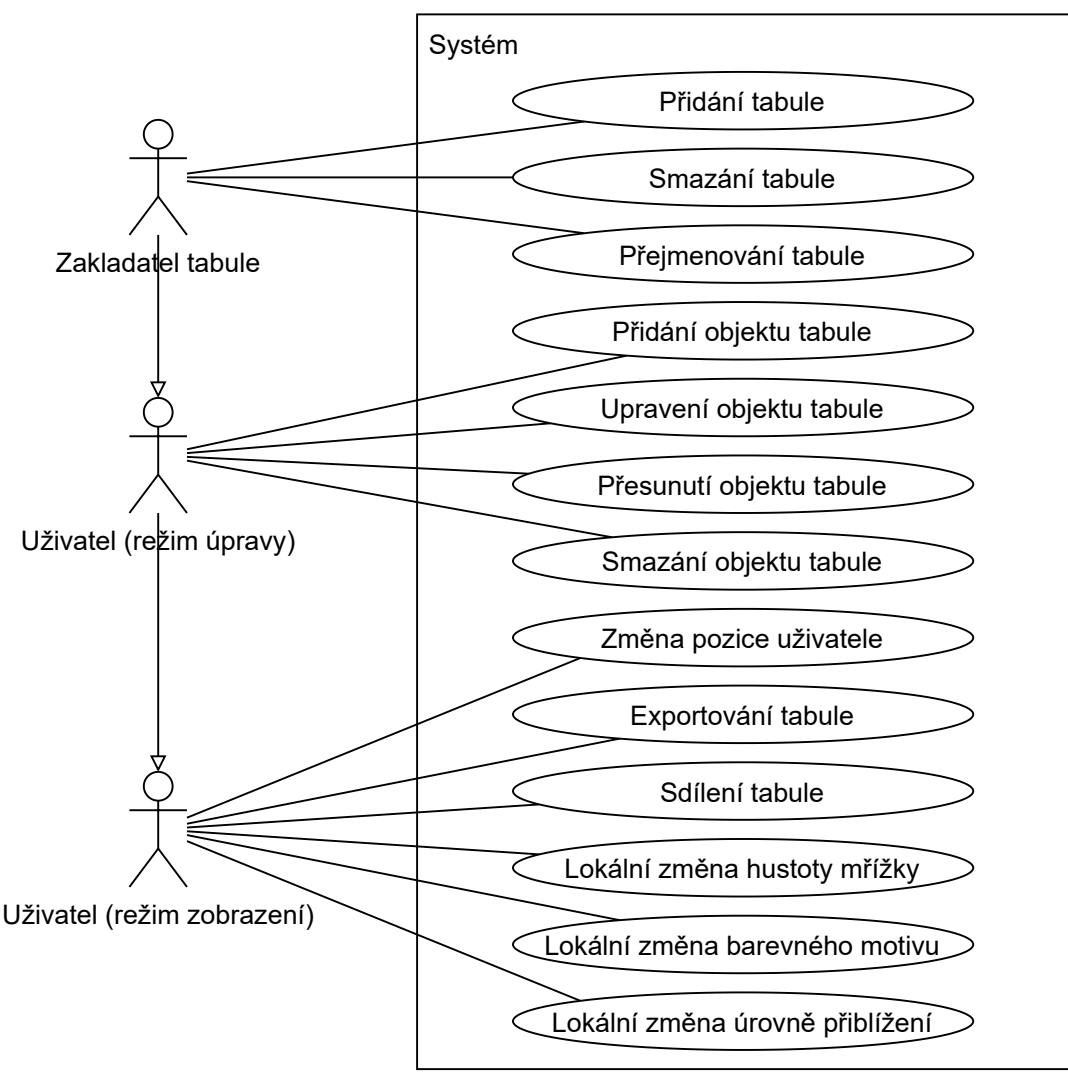 Systém
Přidání tabule
Smazání tabule
Zakladatel tabule
Přejmenování tabule
Přidání objektu tabule
Upravení objektu tabule
Přesunutí objektu tabule
Uživatel (režim úpravy)
Smazání objektu tabule
Změna pozice uživatele
Exportování tabule
Sdílení tabule
Lokální změna hustoty mřížky
Uživatel (režim zobrazení)
Lokální změna barevného motivu
Lokální změna úrovně přiblížení